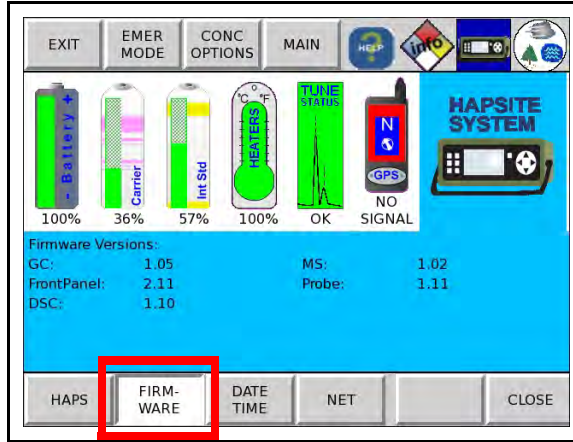 EXIT
EMER
MODE
CONC
OPTIONS
MAIN
HELP
info
- Battery +
Carrier
Int Std
°C °F
HEATERS
TUNE
STATUS
N
GPS
HAPSITE
SYSTEM
100%
36%
57%
100%
OK
NO
SIGNAL
Firmware Versions:
GC: 1.05 MS: 1.02
FrontPanel: 2.11 Probe: 1.11
DSC: 1.10
HAPS
FIRM-
WARE
DATE
TIME
NET
CLOSE